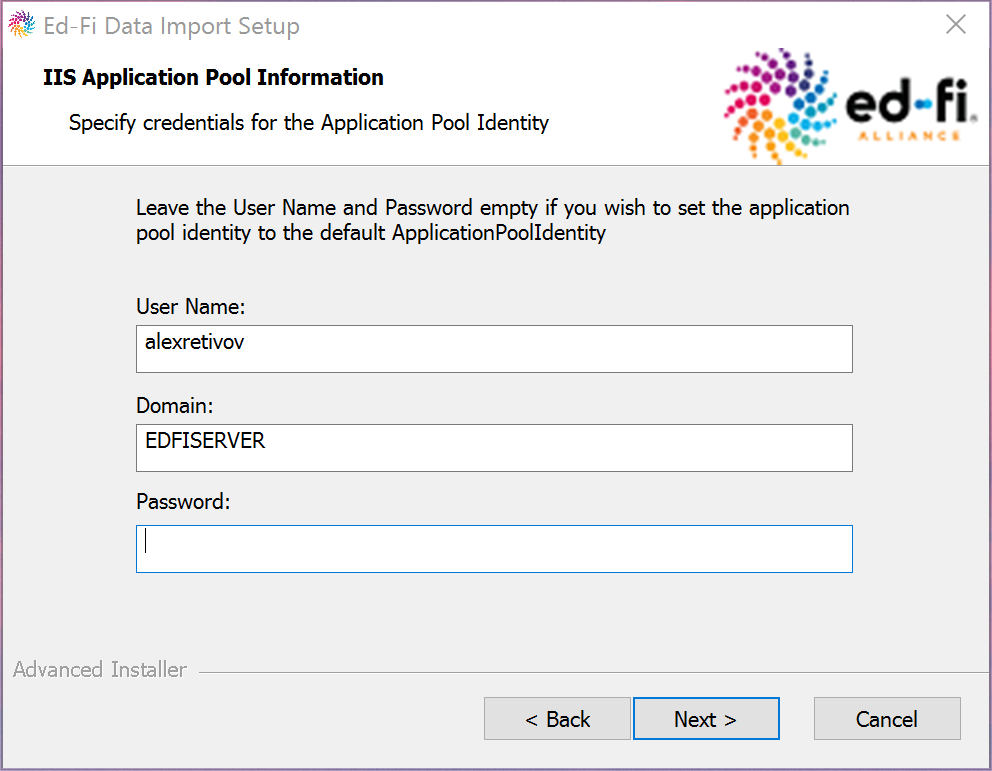 Ed-Fi Data Import Setup
IIS Application Pool Information
Specify credentials for the Application Pool Identity
ed-fi®
ALLIANCE
Leave the User Name and Password empty if you wish to set the application
pool identity to the default ApplicationPoolIdentity
User Name:
alexretivov
Domain:
EDFISERVER
Password:
Advanced Installer
< Back
Next >
Cancel